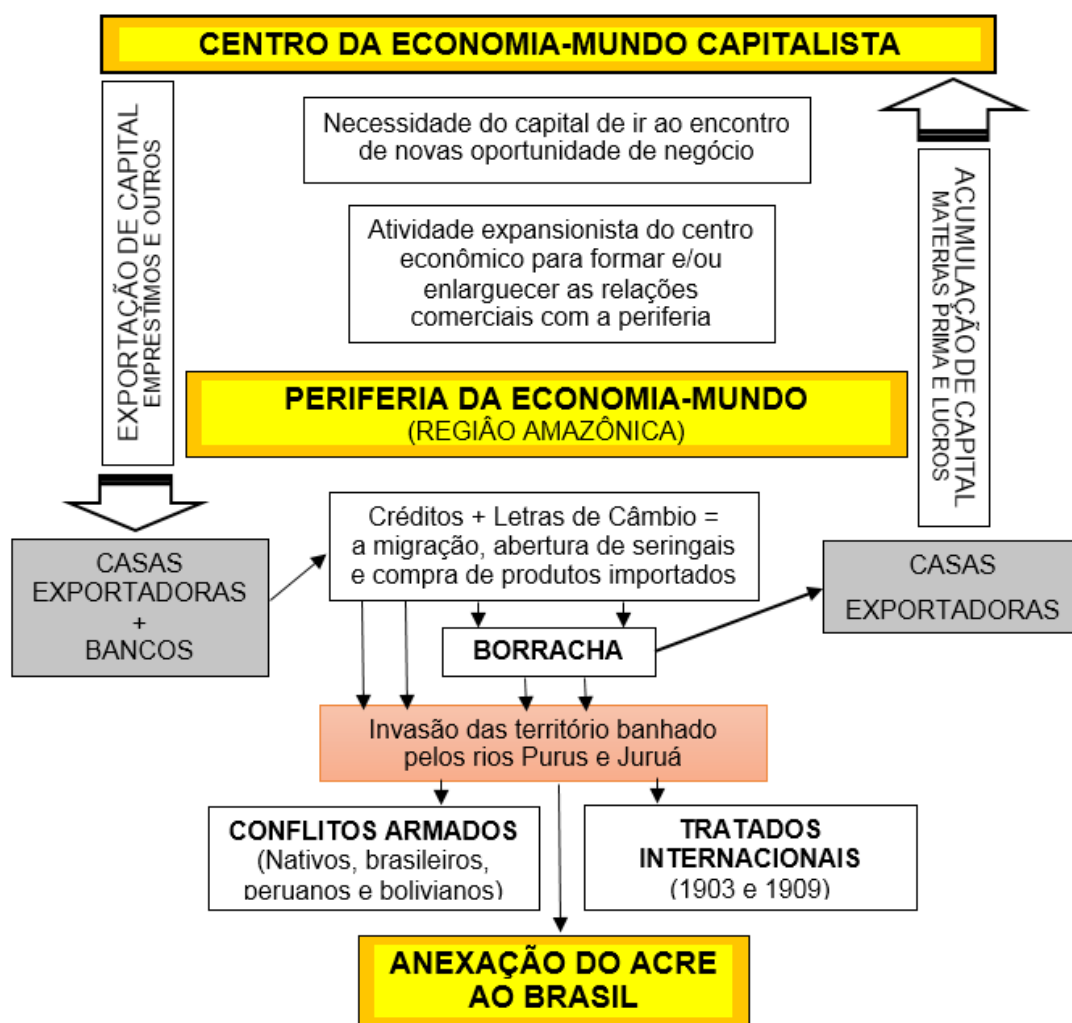 CENTRO DA ECONOMIA-MUNDO CAPITALISTA
EXPORTAÇÃO DE CAPITAL
EMPRESTIMOS E OUTROS
Necessidade do capital de ir ao encontro
de novas oportunidade de negócio
Atividade expansionista do centro
econômico para formar e/ou
enlarguecer as relações
comerciais com a periferia
ACUMULAÇÃO DE CAPITAL
MATERIAS PRIMA E LUCROS
PERIFERIA DA ECONOMIA-MUNDO
(REGIÂO AMAZÔNICA)
CASAS
EXPORTADORAS
+
BANCOS
Créditos + Letras de Câmbio =
a migração, abertura de seringais
e compra de produtos importados
CASAS
EXPORTADORAS
BORRACHA
Invasão das território banhado
pelos rios Purus e Juruá
CONFLITOS ARMADOS
(Nativos, brasileiros,
peruanos e bolivianos)
TRATADOS
INTERNACIONAIS
(1903 e 1909)
ANEXAÇÃO DO ACRE
AO BRASIL